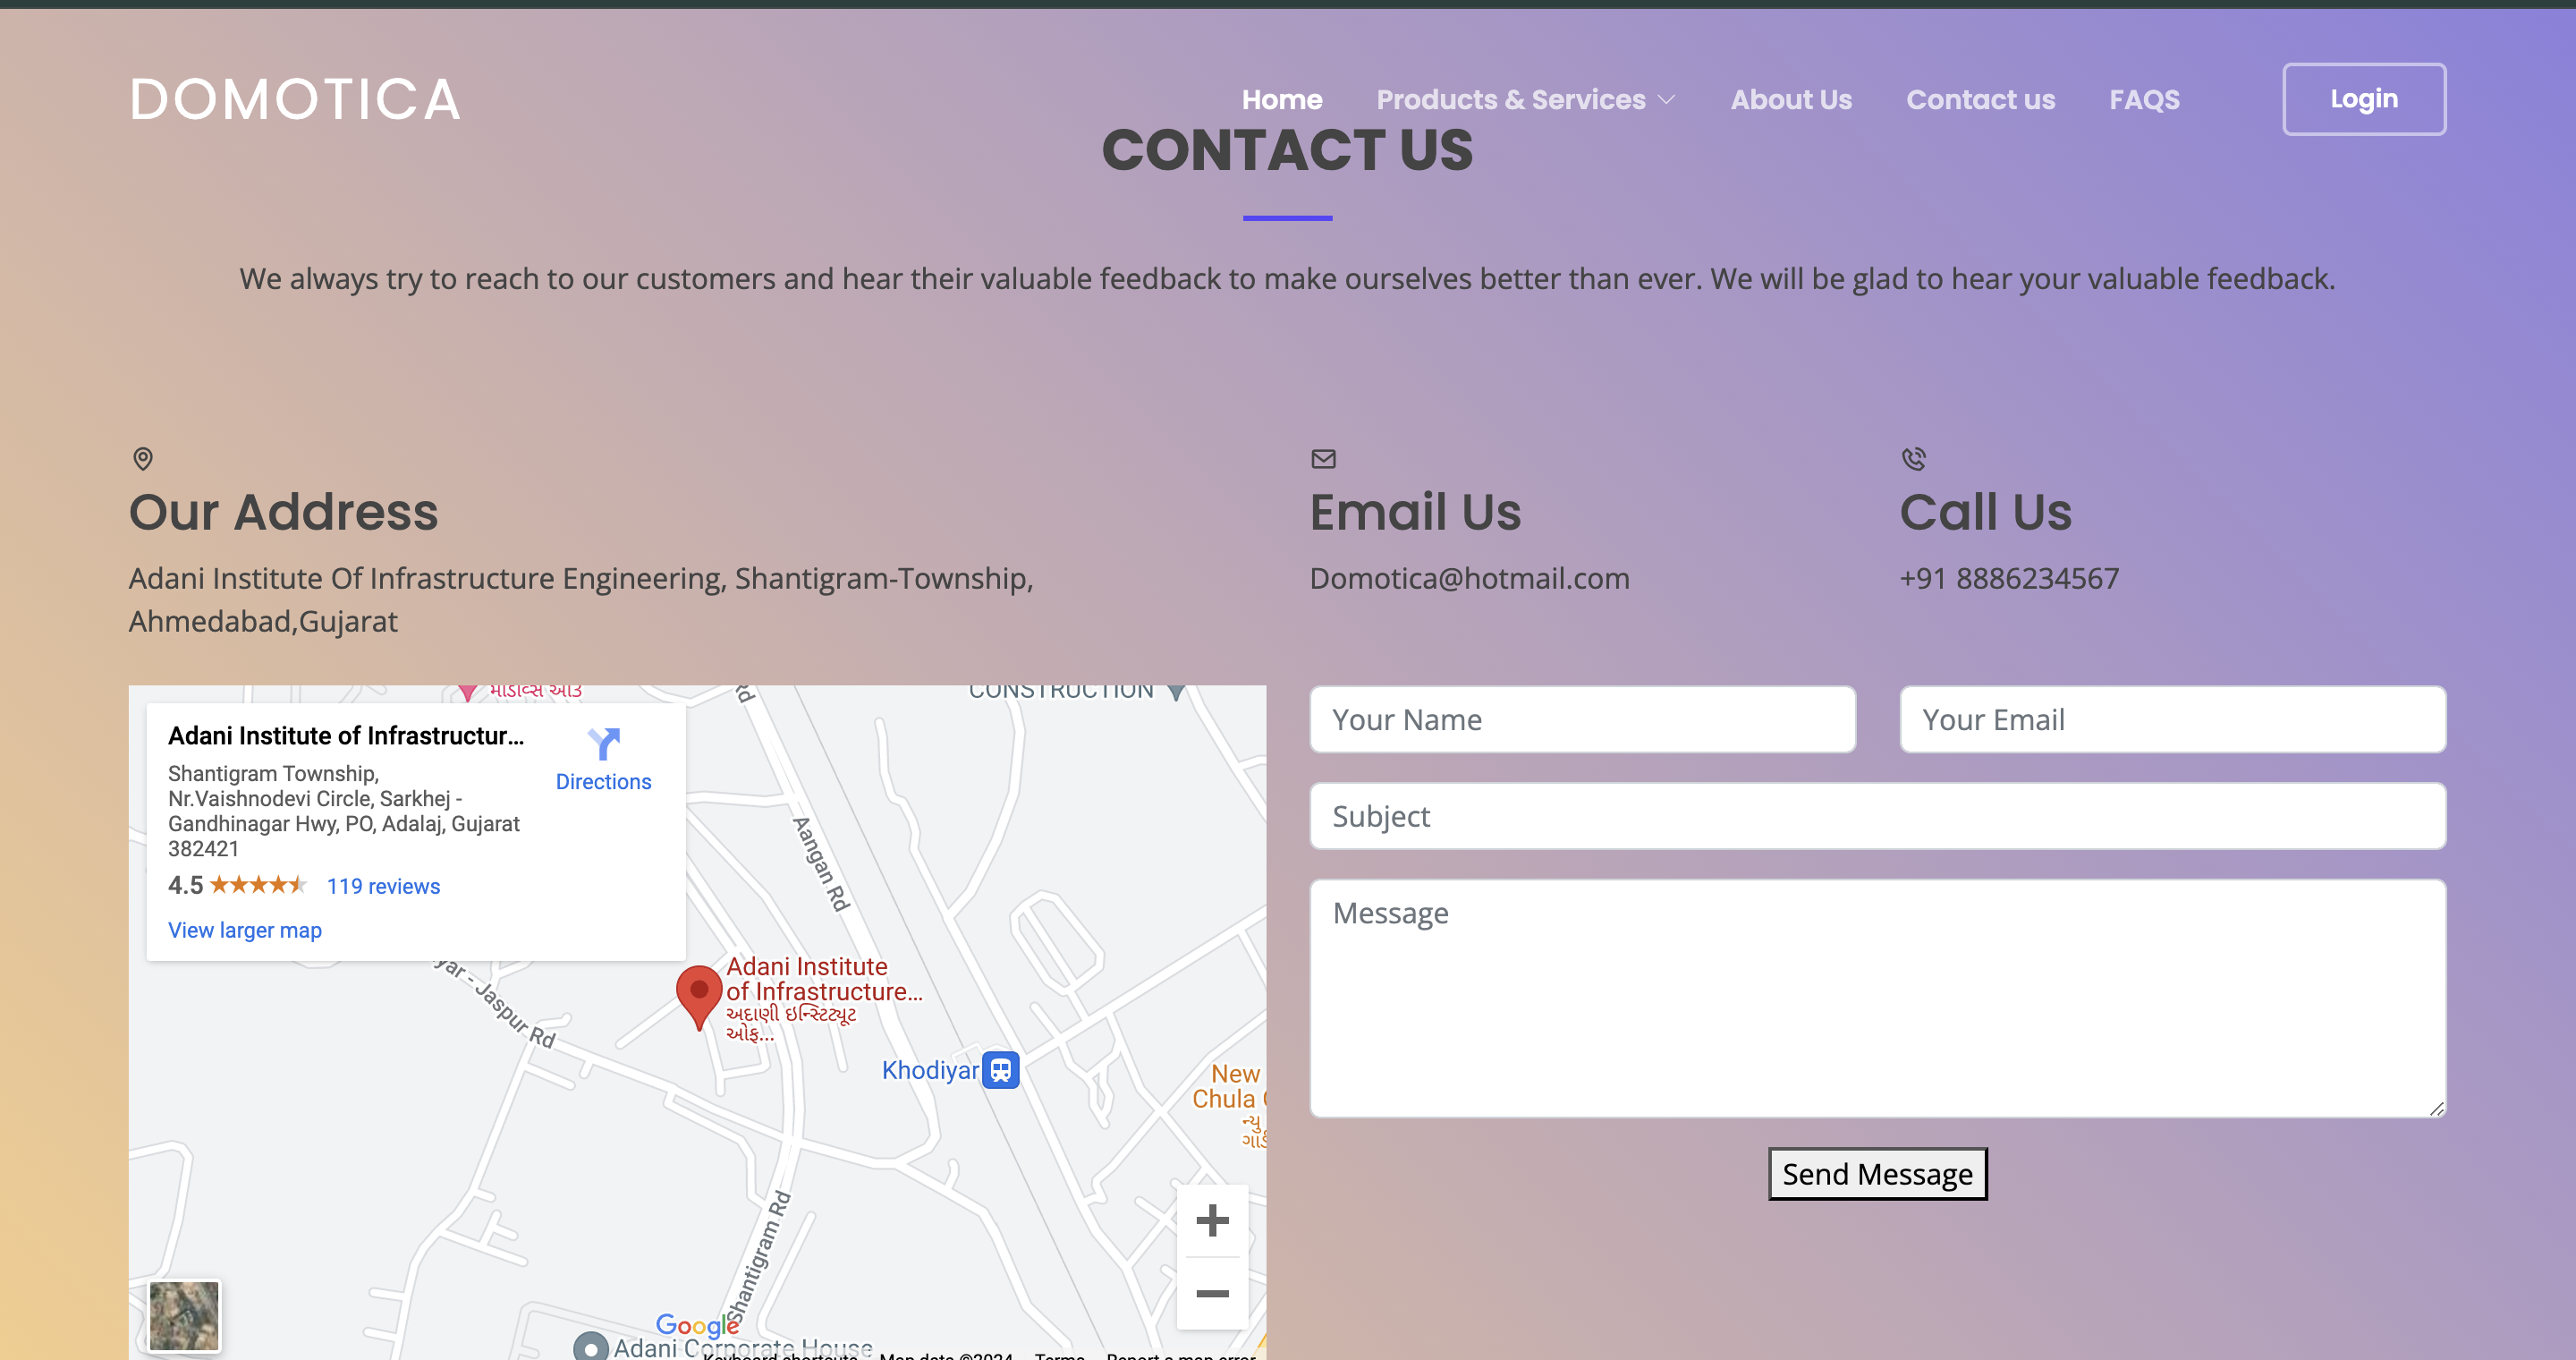 DOMOTICA
Home Products & Services About Us Contact us FAQS Login
CONTACT US
We always try to reach to our customers and hear their valuable feedback to make ourselves better than ever. We will be glad to hear your valuable feedback.
Our Address
Adani Institute Of Infrastructure Engineering, Shantigram-Township,
Ahmedabad,Gujarat
Email Us
Domotica@hotmail.com
Call Us
+91 8886234567
CONSTRUCTION
Rd
Adani Institute of Infrastructur...
Shantigram Township,
Nr.Vaishnodevi Circle, Sarkhej -
Gandhinagar Hwy, PO, Adalaj, Gujarat
382421
4.5 119 reviews
View larger map
Directions
Aangan Rd
yar - Jaspur Rd
Adani Institute
of Infrastructure...
અદાણી ઇન્સ્ટિટ્યૂટ
ઓફ...
Khodiyar
New
Chula
ન્યુ
Shantigram Rd
Google
Adani Corporate House
Keyboard shortcuts Map data ©2024 Terms Report a map error
Your Name
Your Email
Subject
Message
Send Message